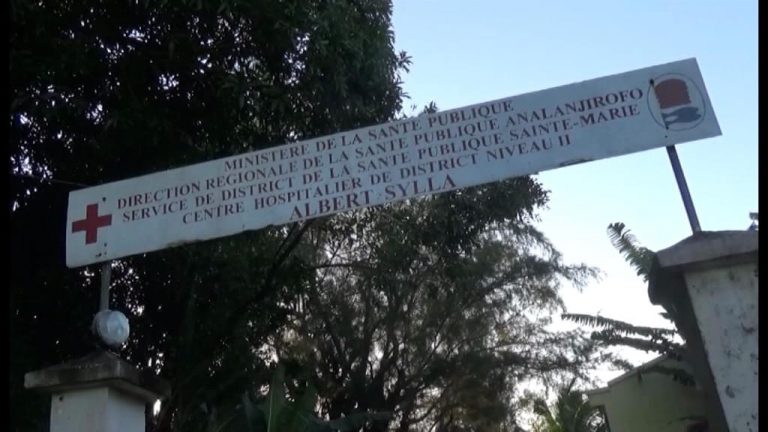 MINISTERE DE LA SANTE PUBLIQUE
DIRECTION REGIONALE DE LA SANTE PUBLIQUE ANALANJIROFO
SERVICE DE DISTRICT DE LA SANTE PUBLIQUE SAINTE-MARIE
CENTRE HOSPITALIER DE DISTRICT NIVEAU II
ALBERT SYLLA